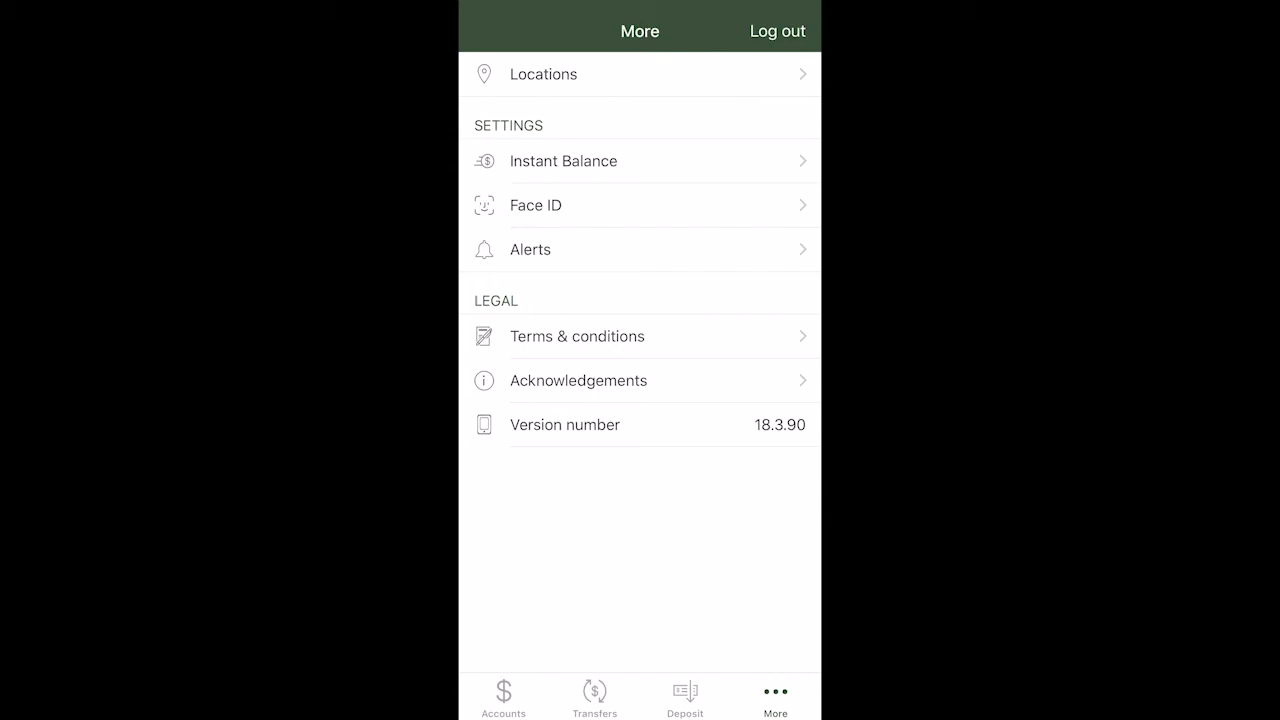 More
Log out
Locations
SETTINGS
Instant Balance
Face ID
Alerts
LEGAL
Terms & conditions
Acknowledgements
Version number 18.3.90
Accounts
Transfers
Deposit
More